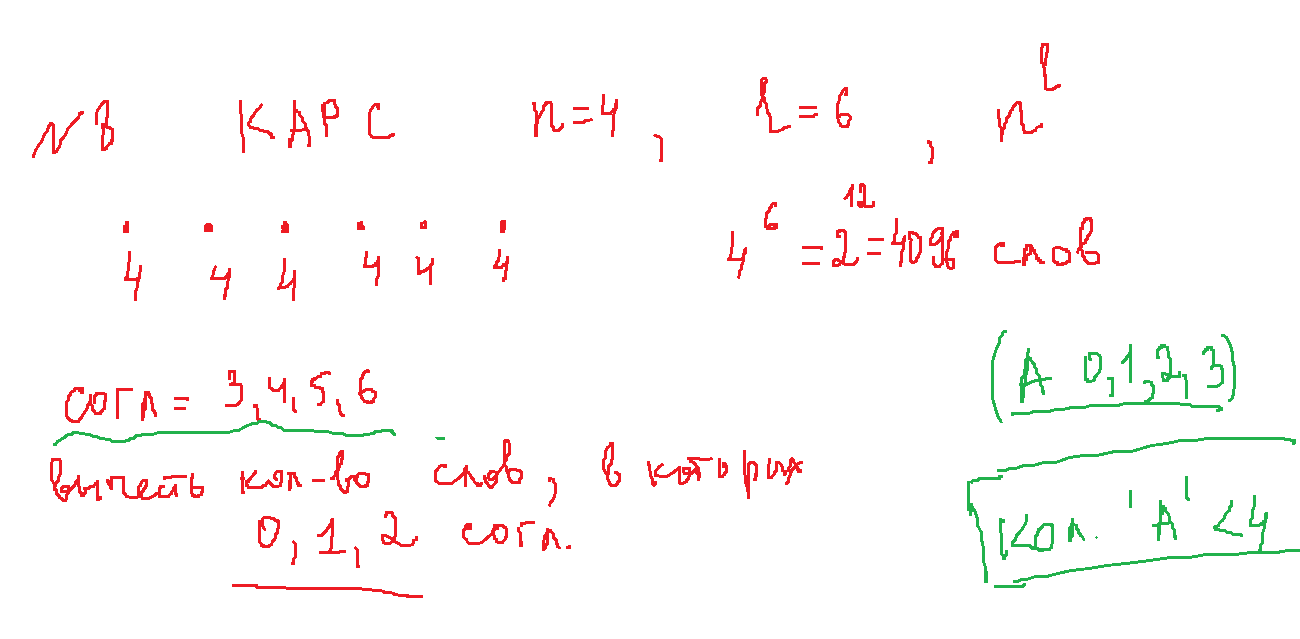 №8 КАРС n=4, l=6, n^l
. . . . . .
4 4 4 4 4 4
4^6 = 2^12 = 4096 слов
согл = 3,4,5,6
(А 0,1,2,3)
вычесть кол-во слов, в которых
0,1,2 согл.
кол. 'А' <4